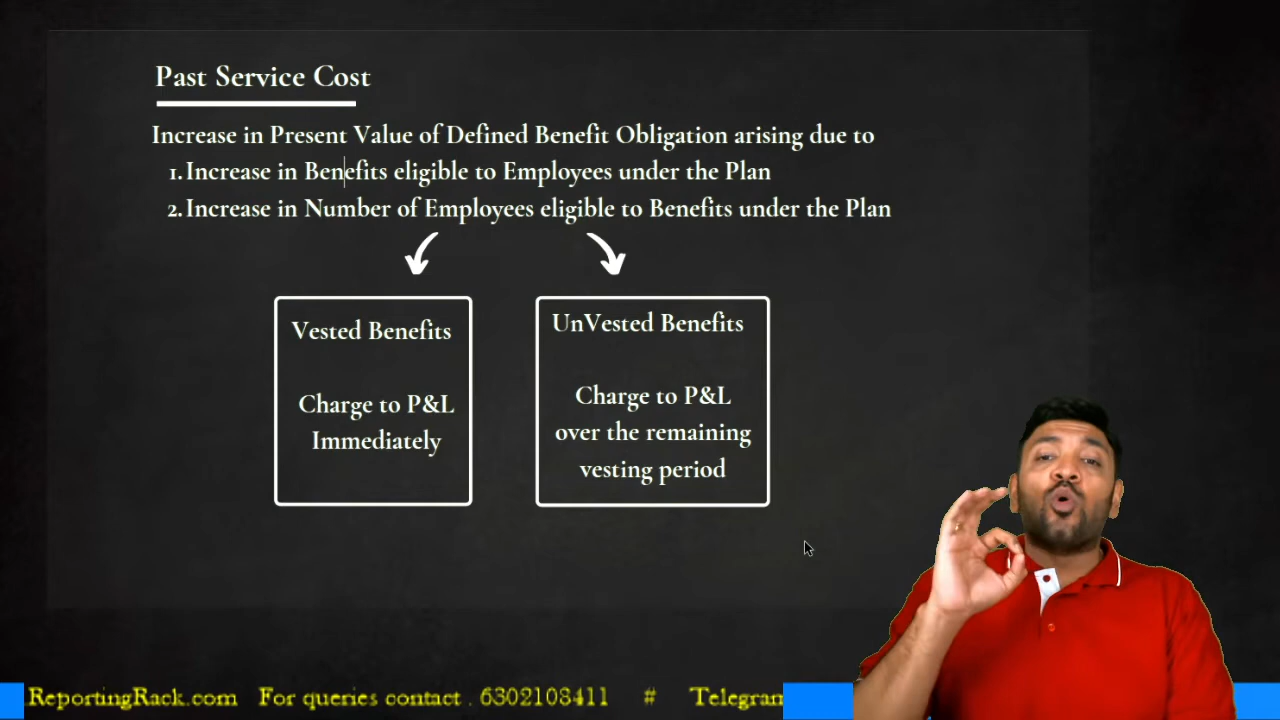 Past Service Cost
Increase in Present Value of Defined Benefit Obligation arising due to
1. Increase in Benefits eligible to Employees under the Plan
2. Increase in Number of Employees eligible to Benefits under the Plan
Vested Benefits
Charge to P&L
Immediately
UnVested Benefits
Charge to P&L
over the remaining
vesting period
ReportingRack.com For queries contact . 6302108411 # Telegram